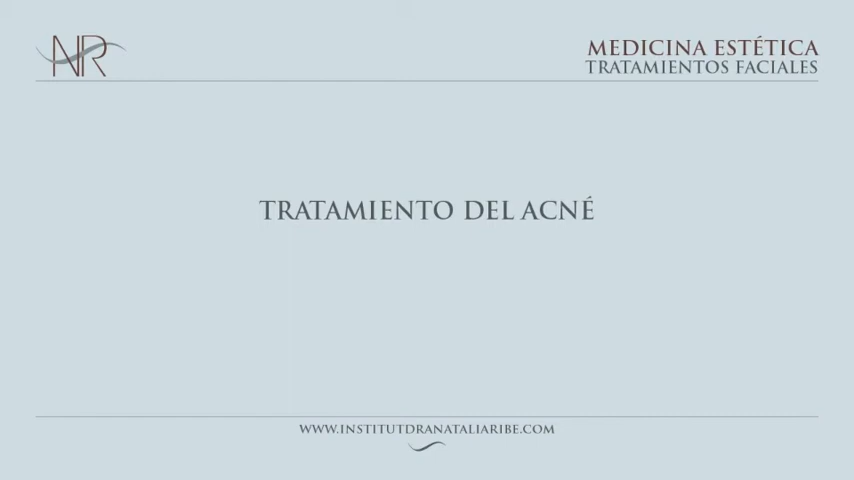 NR
MEDICINA ESTÉTICA
TRATAMIENTOS FACIALES
TRATAMIENTO DEL ACNÉ
WWW.INSTITUTDRANATALIARIBE.COM